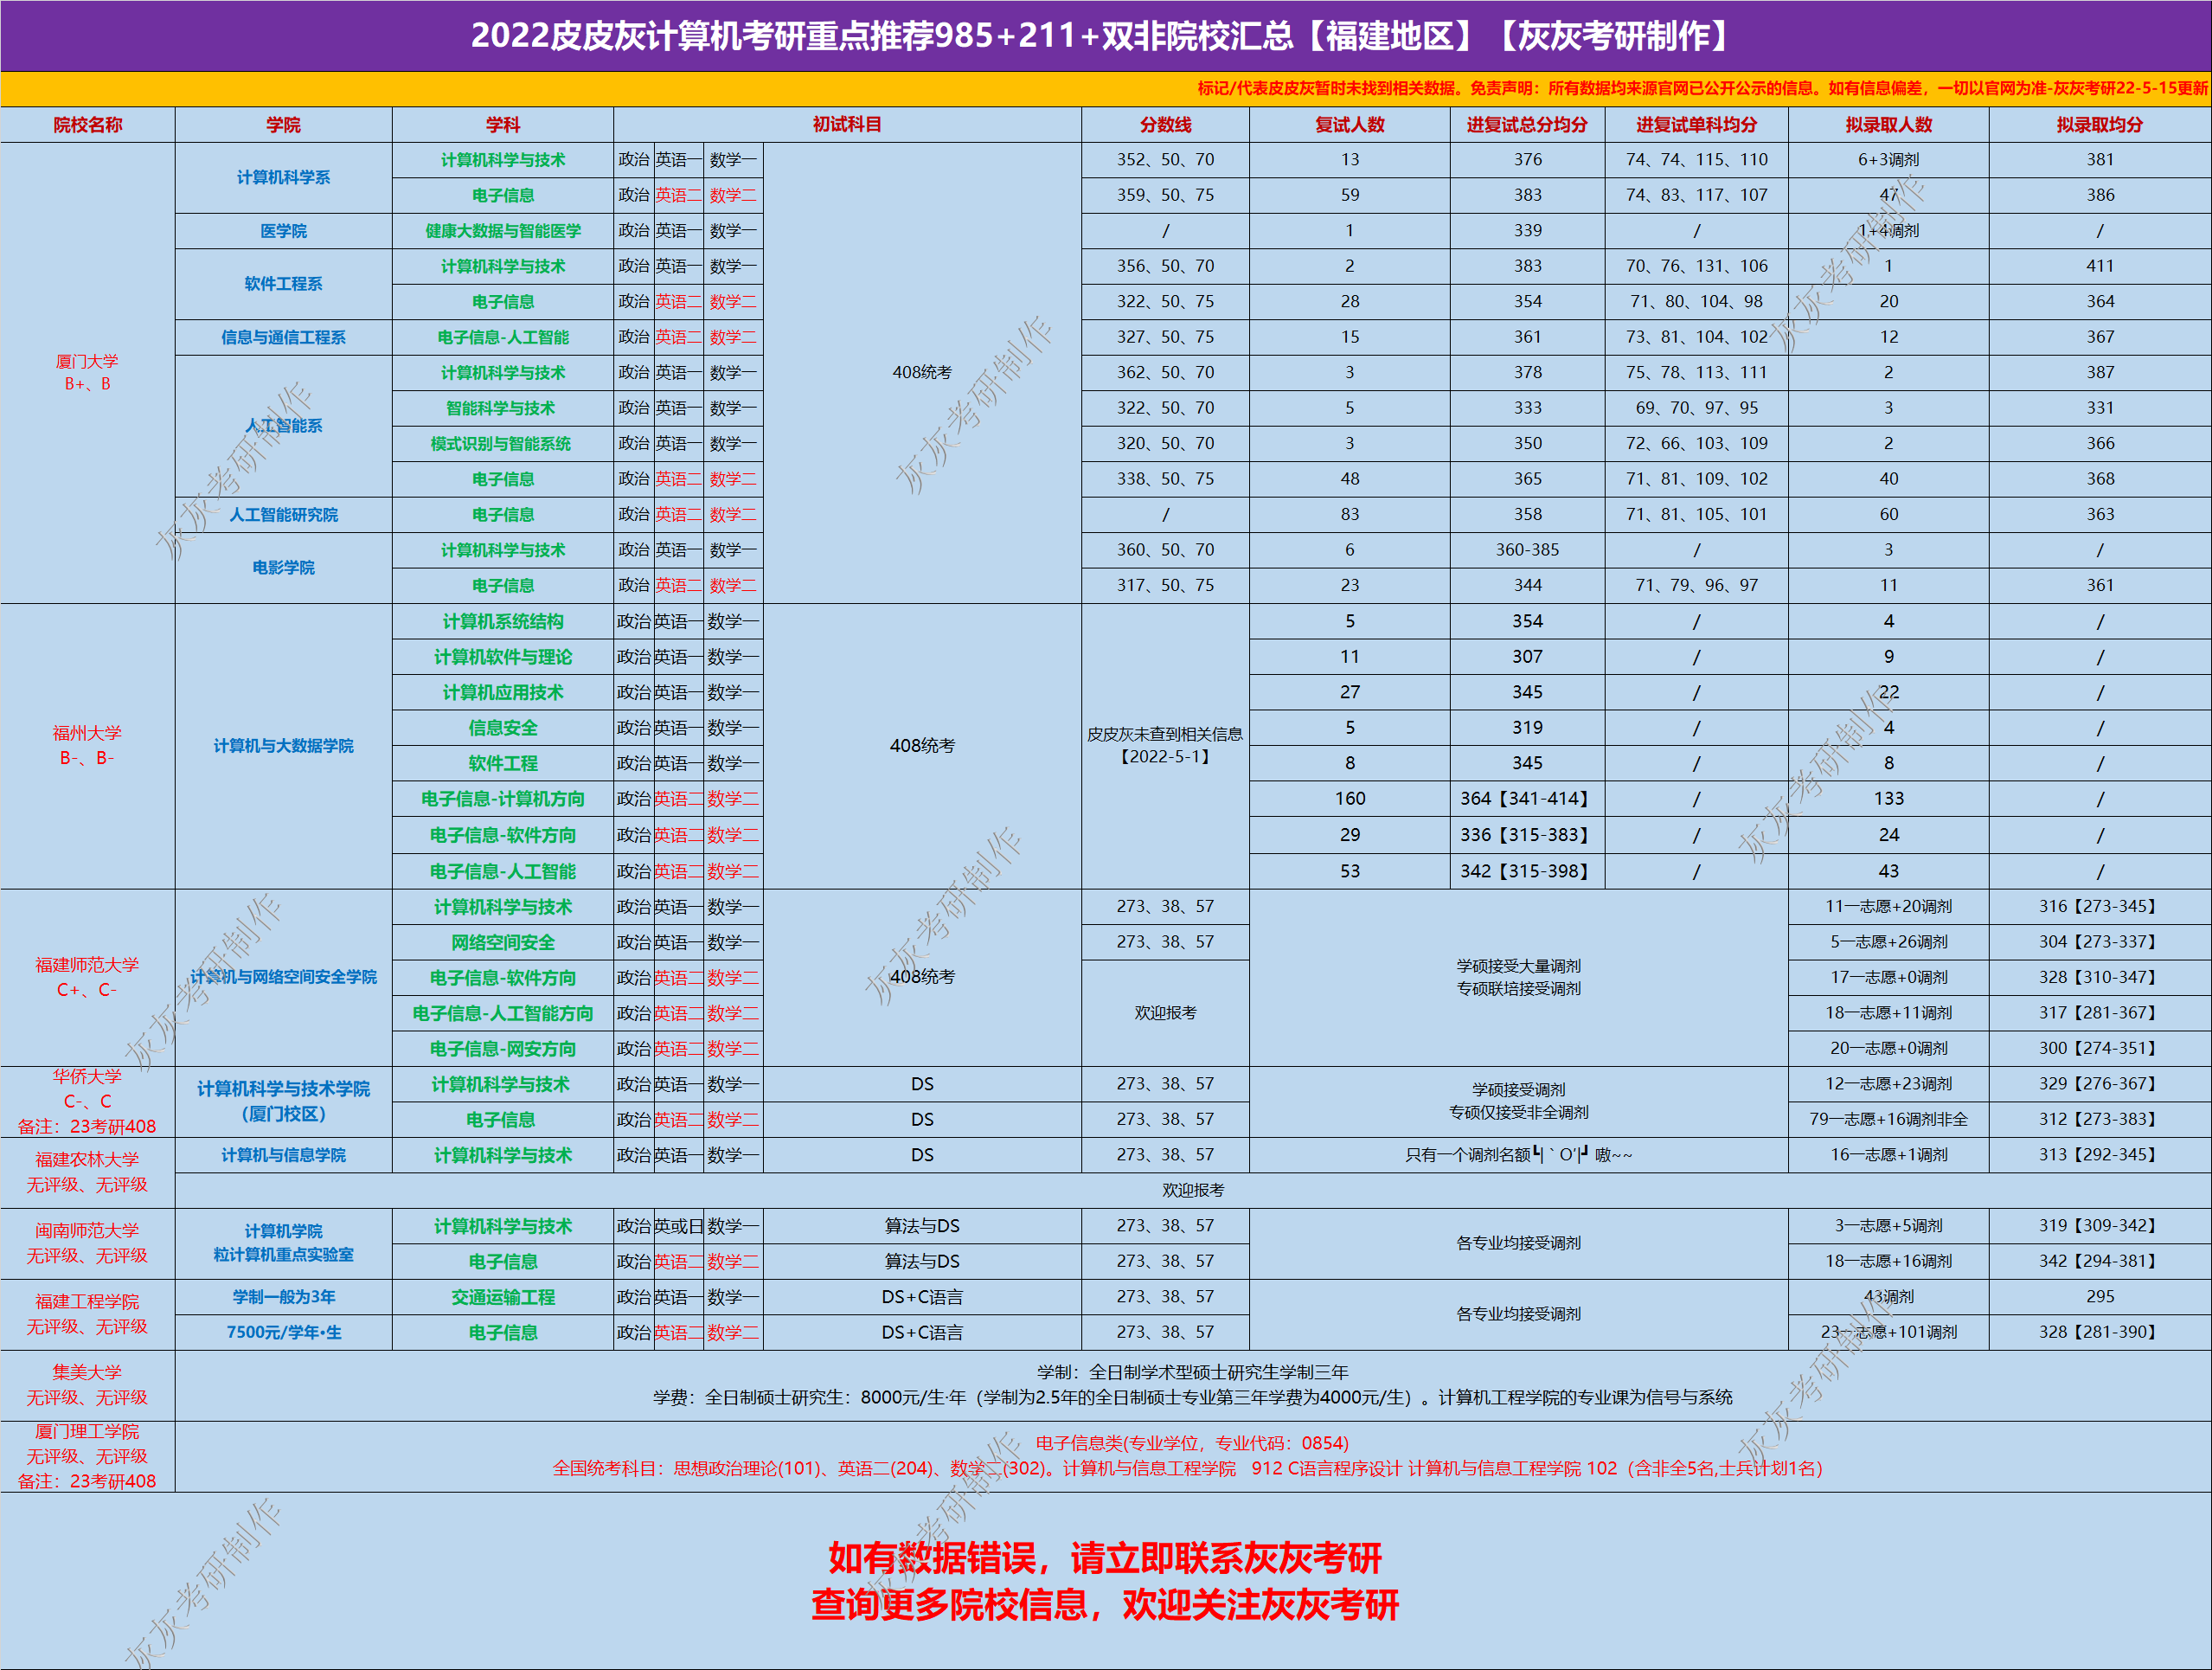 2022皮皮灰计算机考研重点推荐985+211+双非院校汇总【福建地区】【灰灰考研制作】
标记/代表皮皮灰暂时未找到相关数据。免责声明：所有数据均来源官网已公开公示的信息。如有信息偏差，一切以官网为准-灰灰考研22-5-15更新
院校名称 学院 学科 初试科目 分数线 复试人数 进复试总分均分 进复试单科均分 拟录取人数 拟录取均分
厦门大学
B+、B
408统考
计算机科学系
计算机科学与技术 政治 英语一 数学一 352、50、70 13 376 74、74、115、110 6+3调剂 381
电子信息 政治 英语二 数学二 359、50、75 59 383 74、83、117、107 47 386
医学院 健康大数据与智能医学 政治 英语一 数学一 / 1 339 / 1+4调剂 /
软件工程系
计算机科学与技术 政治 英语一 数学一 356、50、70 2 383 70、76、131、106 1 411
电子信息 政治 英语二 数学二 322、50、75 28 354 71、80、104、98 20 364
信息与通信工程系 电子信息-人工智能 政治 英语二 数学二 327、50、75 15 361 73、81、104、102 12 367
人工智能系
计算机科学与技术 政治 英语一 数学一 362、50、70 3 378 75、78、113、111 2 387
智能科学与技术 政治 英语一 数学一 322、50、70 5 333 69、70、97、95 3 331
模式识别与智能系统 政治 英语一 数学一 320、50、70 3 350 72、66、103、109 2 366
电子信息 政治 英语二 数学二 338、50、75 48 365 71、81、109、102 40 368
人工智能研究院 电子信息 政治 英语二 数学二 / 83 358 71、81、105、101 60 363
电影学院
计算机科学与技术 政治 英语一 数学一 360、50、70 6 360-385 / 3 /
电子信息 政治 英语二 数学二 317、50、75 23 344 71、79、96、97 11 361
福州大学
B-、B-
计算机与大数据学院
408统考
皮皮灰未查到相关信息
【2022-5-1】
计算机系统结构 政治 英语一 数学一 5 354 / 4 /
计算机软件与理论 政治 英语一 数学一 11 307 / 9 /
计算机应用技术 政治 英语一 数学一 27 345 / 22 /
信息安全 政治 英语一 数学一 5 319 / 4 /
软件工程 政治 英语一 数学一 8 345 / 8 /
电子信息-计算机方向 政治 英语二 数学二 160 364【341-414】 / 133 /
电子信息-软件方向 政治 英语二 数学二 29 336【315-383】 / 24 /
电子信息-人工智能 政治 英语二 数学二 53 342【315-398】 / 43 /
福建师范大学
C+、C-
计算机与网络空间安全学院
408统考
计算机科学与技术 政治 英语一 数学一 273、38、57 11一志愿+20调剂 316【273-345】
网络空间安全 政治 英语一 数学一 273、38、57 5一志愿+26调剂 304【273-337】
电子信息-软件方向 政治 英语二 数学二 17一志愿+0调剂 328【310-347】
电子信息-人工智能方向 政治 英语二 数学二 18一志愿+11调剂 317【281-367】
电子信息-网安方向 政治 英语二 数学二 20一志愿+0调剂 300【274-351】
欢迎报考
学硕接受大量调剂
专硕联培接受调剂
华侨大学
C-、C
备注：23考研408
计算机科学与技术学院
（厦门校区）
计算机科学与技术 政治 英语一 数学一 DS 273、38、57 12一志愿+23调剂 329【276-367】
电子信息 政治 英语二 数学二 DS 273、38、57 79一志愿+16调剂非全 312【273-383】
学硕接受调剂
专硕仅接受非全调剂
福建农林大学
无评级、无评级
计算机与信息学院 计算机科学与技术 政治 英语一 数学一 DS 273、38、57 只有一个调剂名额┗|｀O′|┛ 嗷~~ 16一志愿+1调剂 313【292-345】
欢迎报考
闽南师范大学
无评级、无评级
计算机学院
粒计算机重点实验室
计算机科学与技术 政治 英或日 数学一 算法与DS 273、38、57 3一志愿+5调剂 319【309-342】
电子信息 政治 英语二 数学二 算法与DS 273、38、57 18一志愿+16调剂 342【294-381】
各专业均接受调剂
福建工程学院
无评级、无评级
学制一般为3年 交通运输工程 政治 英语一 数学一 DS+C语言 273、38、57 43调剂 295
7500元/学年·生 电子信息 政治 英语二 数学二 DS+C语言 273、38、57 23一志愿+101调剂 328【281-390】
各专业均接受调剂
集美大学
无评级、无评级
学制：全日制学术型硕士研究生学制三年
学费：全日制硕士研究生：8000元/生·年（学制为2.5年的全日制硕士专业第三年学费为4000元/生）。计算机工程学院的专业课为信号与系统
厦门理工学院
无评级、无评级
备注：23考研408
电子信息类(专业学位，专业代码：0854)
全国统考科目：思想政治理论(101)、英语二(204)、数学二(302)。计算机与信息工程学院 912 C语言程序设计 计算机与信息工程学院 102（含非全5名,士兵计划1名）
如有数据错误，请立即联系灰灰考研
查询更多院校信息，欢迎关注灰灰考研
灰灰考研制作
灰灰考研制作
灰灰考研制作
灰灰考研制作
灰灰考研制作
灰灰考研制作
灰灰考研制作
灰灰考研制作
灰灰考研制作